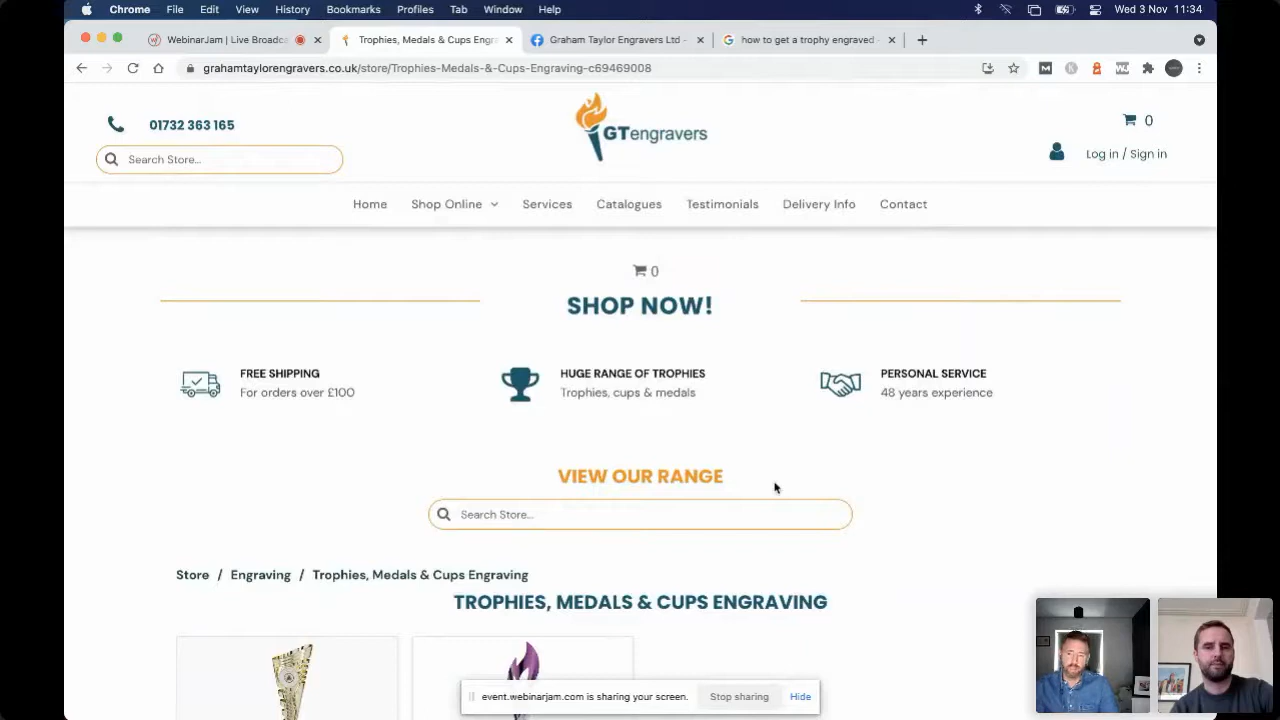 Chrome File Edit View History Bookmarks Profiles Tab Window Help Wed 3 Nov 11:34
WebinarJam | Live Broadca Trophies, Medals & Cups Engra Graham Taylor Engravers Ltd - how to get a trophy engraved -
grahamtaylorengravers.co.uk/store/Trophies-Medals-&-Cups-Engraving-c69469008
01732 363 165
GTengravers
0
Search Store...
Log in / Sign in
Home Shop Online Services Catalogues Testimonials Delivery Info Contact
0
SHOP NOW!
FREE SHIPPING
For orders over £100
HUGE RANGE OF TROPHIES
Trophies, cups & medals
PERSONAL SERVICE
48 years experience
VIEW OUR RANGE
Search Store...
Store / Engraving / Trophies, Medals & Cups Engraving
TROPHIES, MEDALS & CUPS ENGRAVING
event.webinarjam.com is sharing your screen. Stop sharing Hide